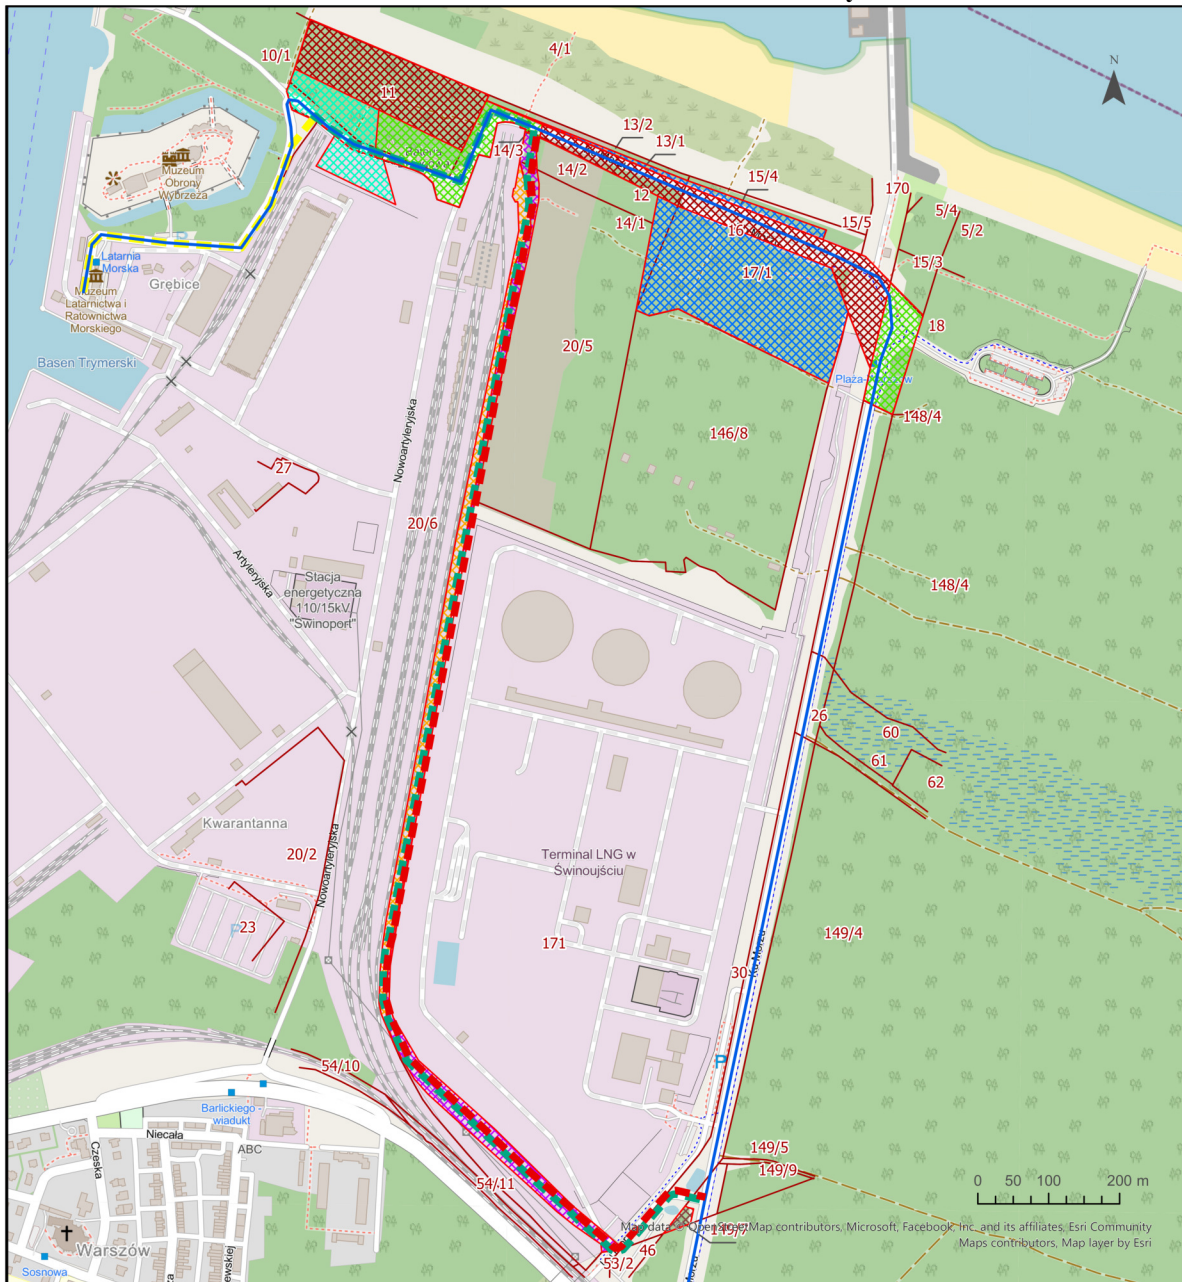 4/1
10/1
N
11
13/2
13/1
14/3
14/2
15/4
Muzeum
Obrony
Wybrzeża
12
170
5/4
14/1
16
15/5
5/2
15/3
Latarnia
Morska
17/1
Grębice
Muzeum
Latarnictwa i
Ratownictwa
Morskiego
18
20/5
Basen Trymerski
148/4
146/8
Nowoartyleryjska
27
20/6
Artyleryjska
Stacja
energetyczna
110/15kV
"Świnoport"
148/4
26
60
61
62
Kwarantanna
Nowoartyleryjska
20/2
Terminal LNG w
Świnoujściu
23
P
171
149/4
30
Ku Morzu
P
54/10
Barlickiego -
wiadukt
Niecała
Czeska
ABC
149/5
149/9
54/11
0 50 100 200 m
Map data © OpenStreetMap contributors, Microsoft, Facebook, Inc. and its affiliates, Esri Community
Maps contributors, Map layer by Esri
149/7
46
53/2
Warszów
Sosnowa